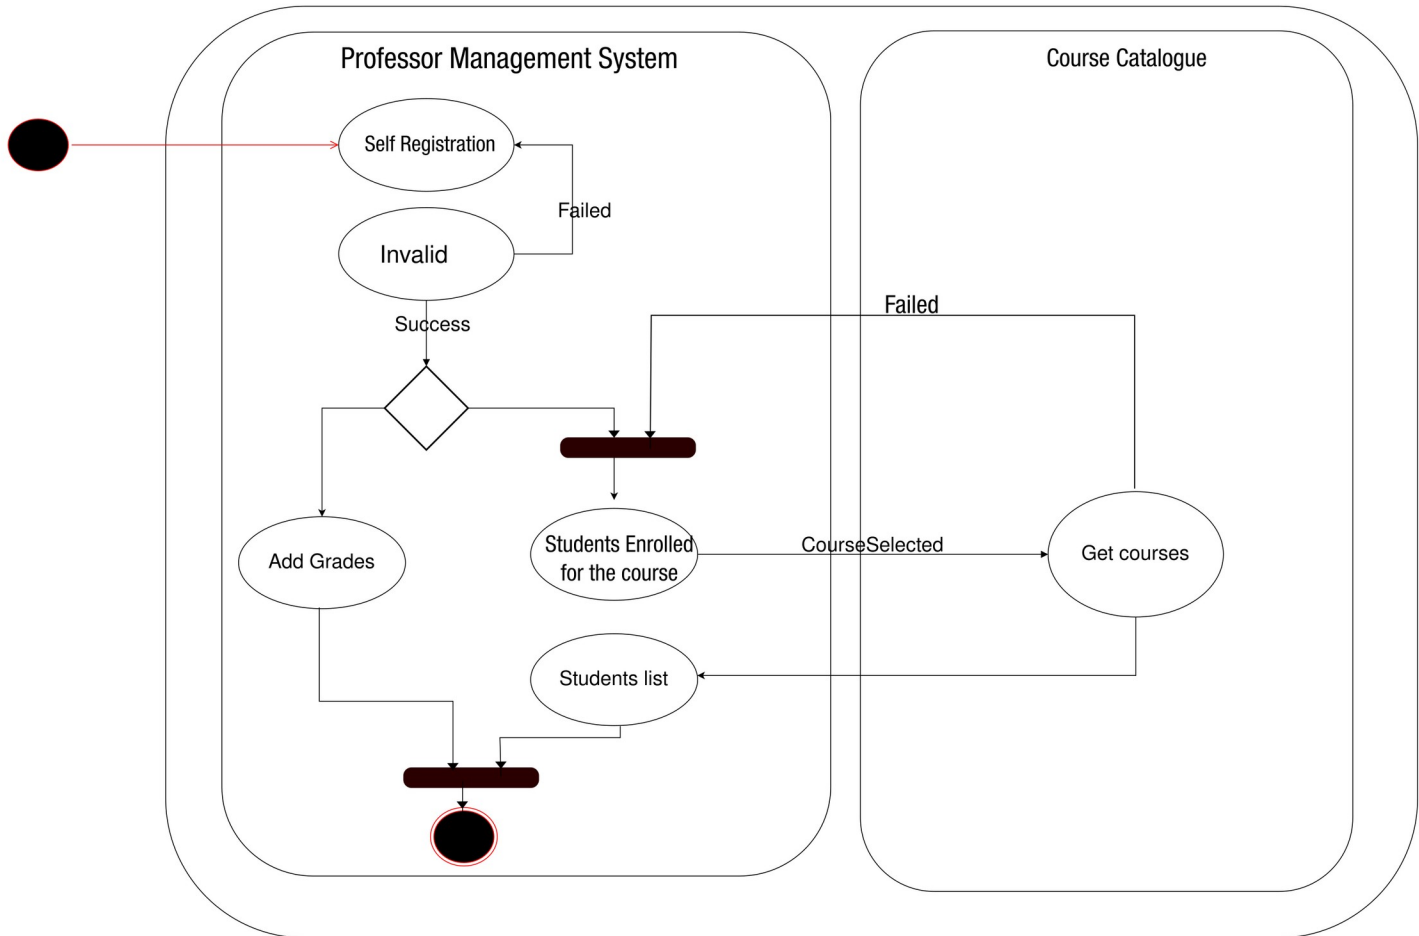 Professor Management System
Course Catalogue
Self Registration
Failed
Invalid
Success
Failed
Students Enrolled
for the course
CourseSelected
Get courses
Add Grades
Students list